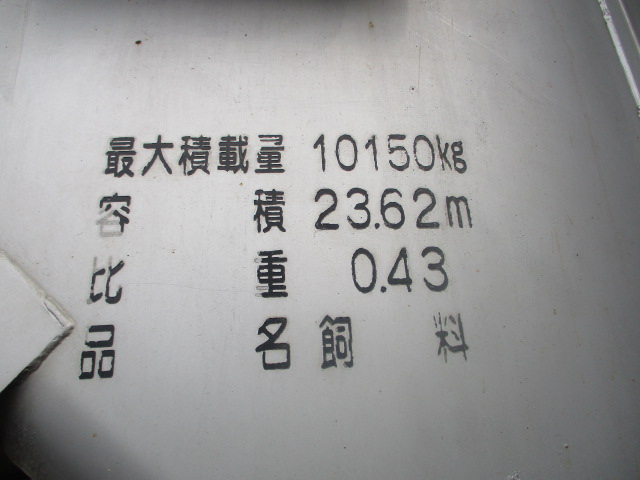 最大積載量 10150kg
容積 23.62m
比重 0.43
品名 飼料